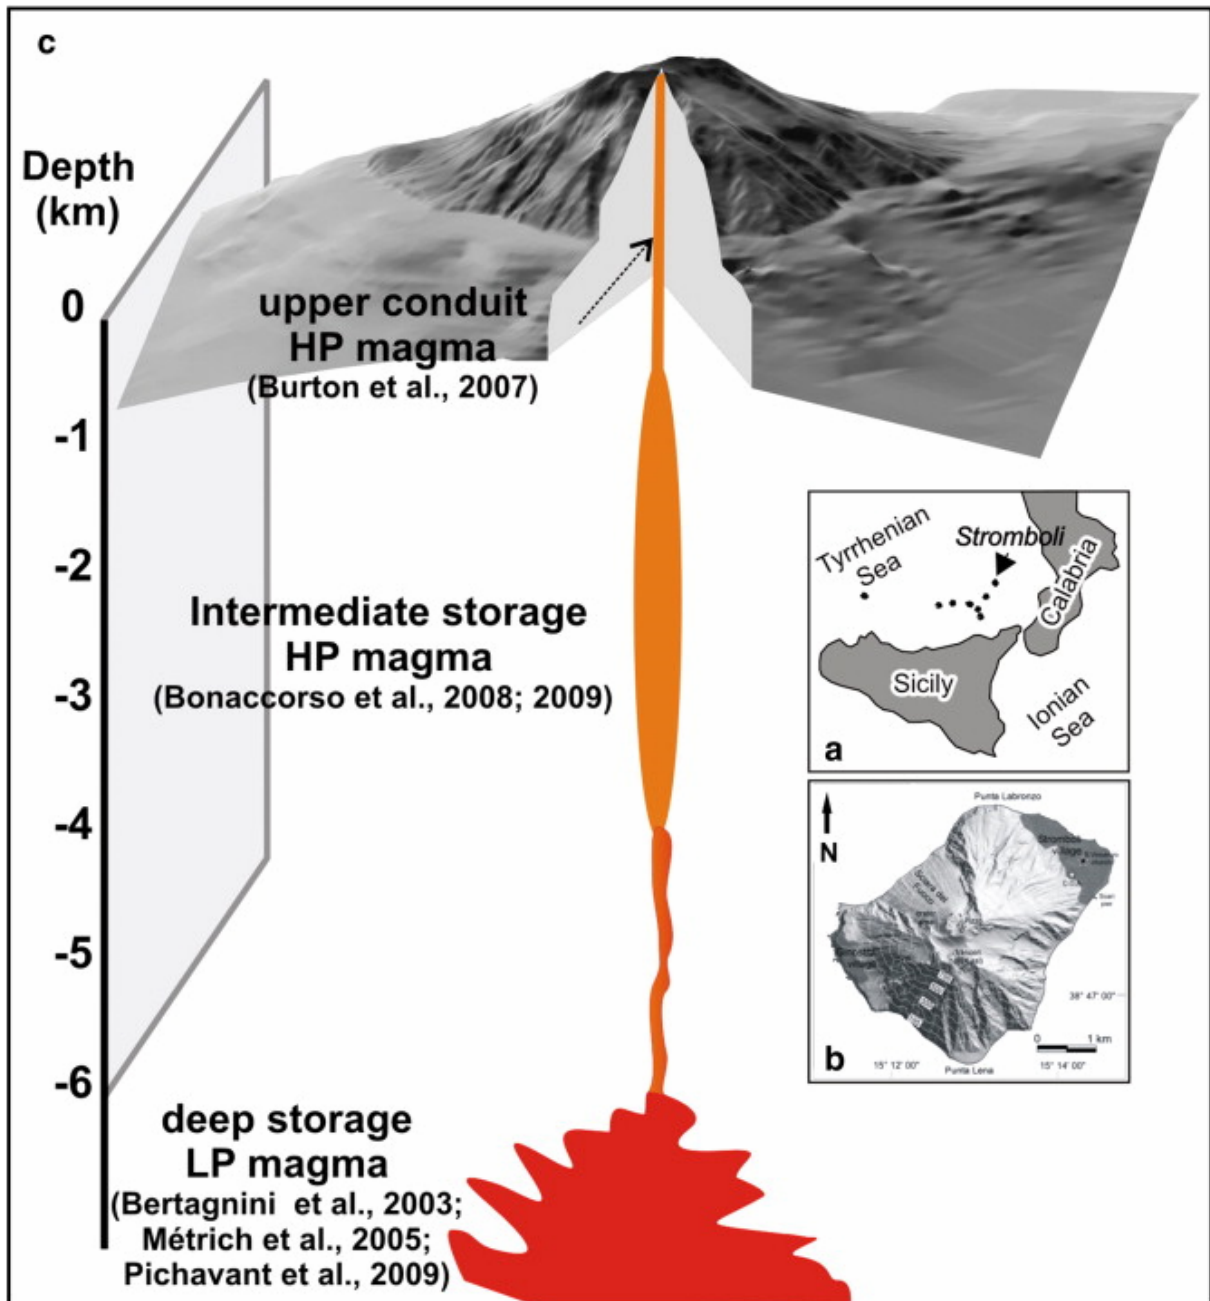 c
Depth
(km)
0
-1
-2
-3
-4
-5
-6
upper conduit
HP magma
(Burton et al., 2007)
Intermediate storage
HP magma
(Bonaccorso et al., 2008; 2009)
deep storage
LP magma
(Bertagnini et al., 2003;
Métrich et al., 2005;
Pichavant et al., 2009)
Tyrrhenian
Sea
Stromboli
Calabria
Sicily
Ionian
Sea
a
Punta Labronzo
N
Stromboli
village
Sciara del
Fuoco
38° 47' 00"
0 1 km
b
15° 12' 00"
15° 14' 00"
Punta Lena